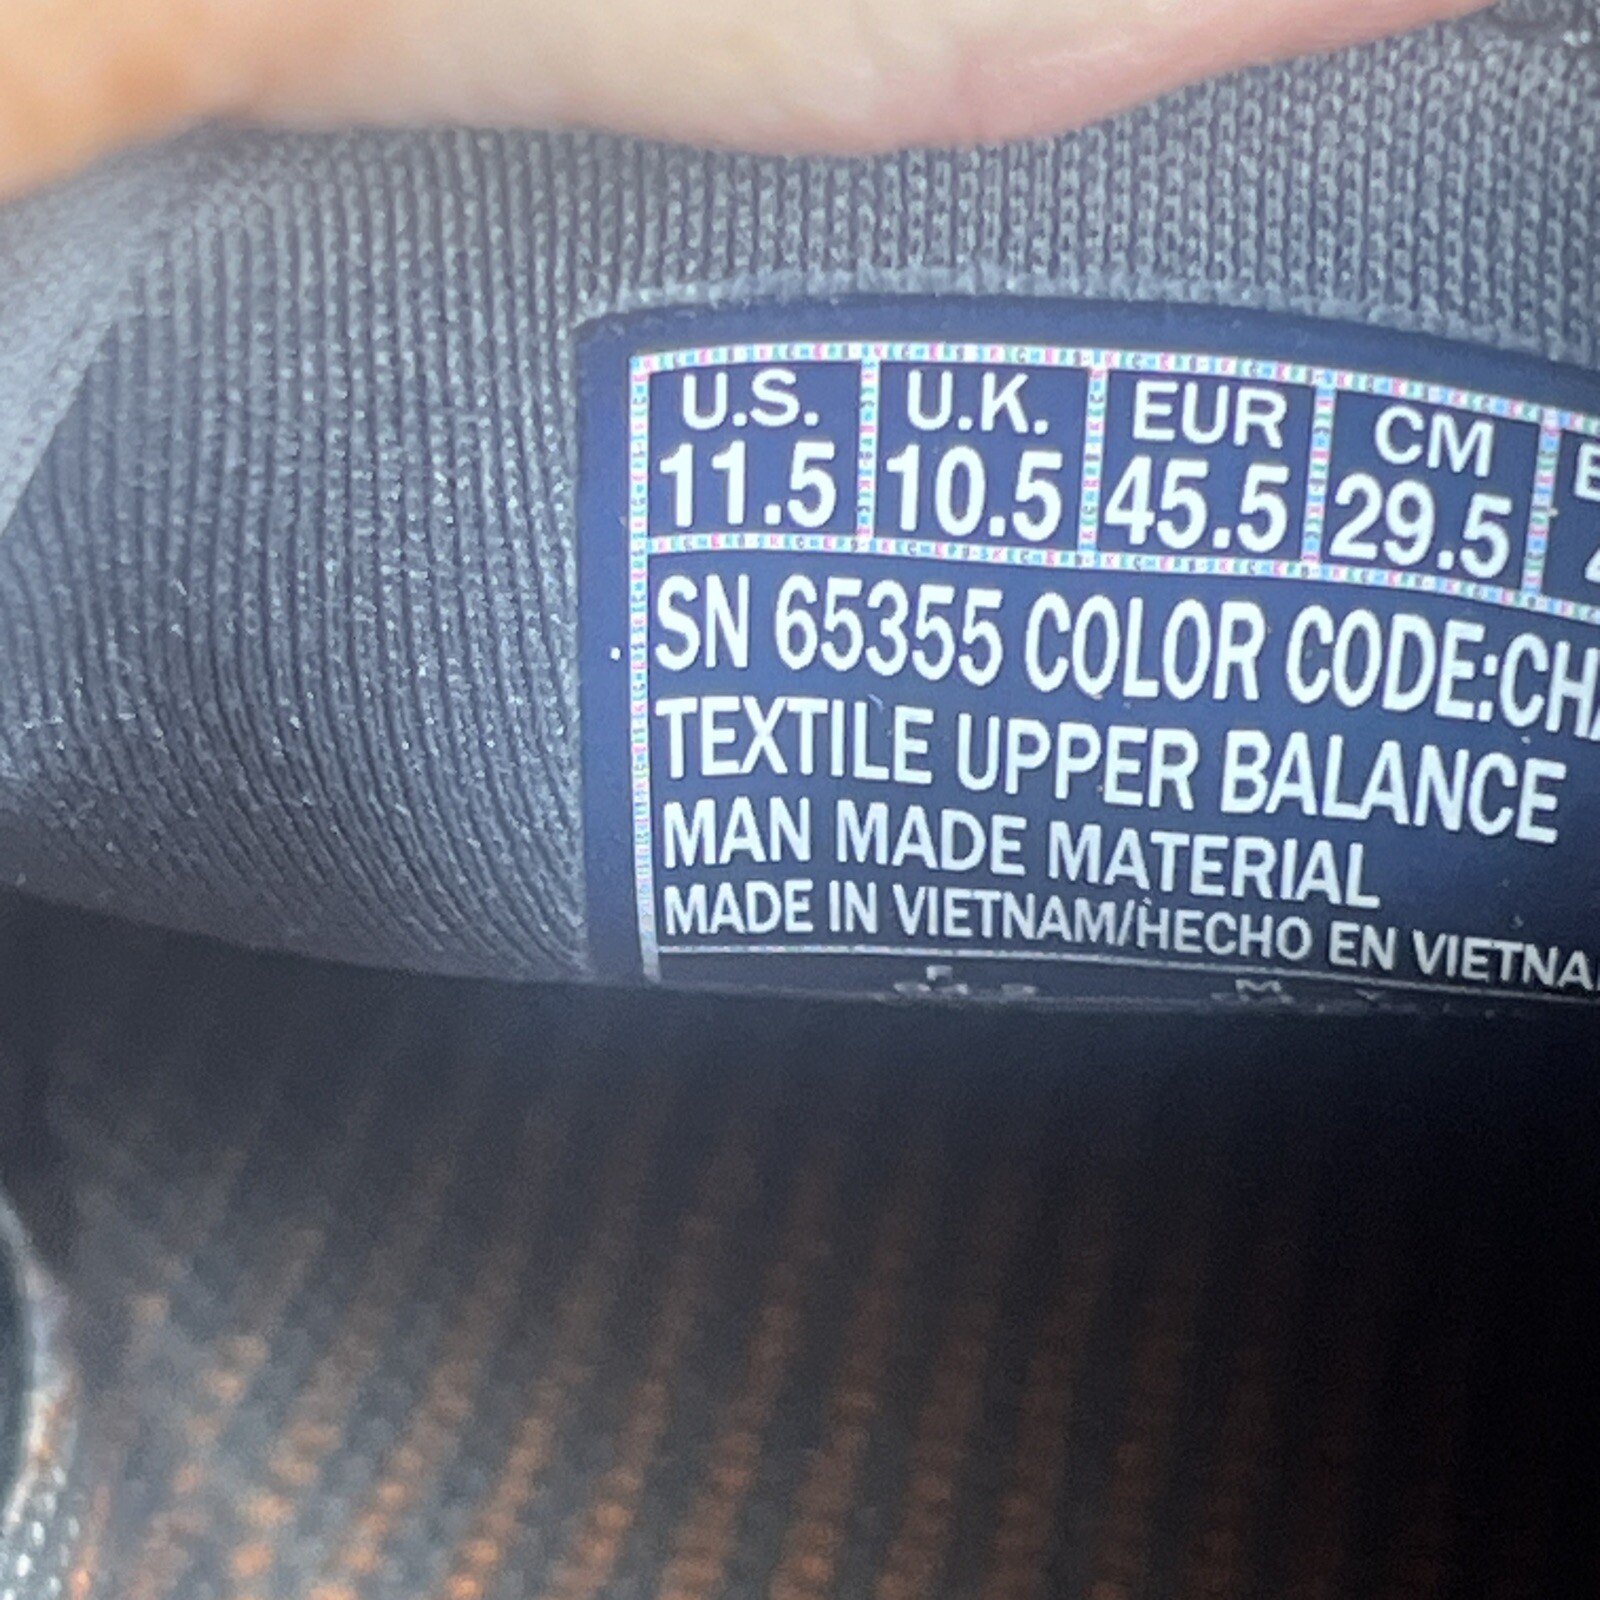 U.S. U.K. EUR CM
11.5 10.5 45.5 29.5
SN 65355 COLOR CODE:CHA
TEXTILE UPPER BALANCE
MAN MADE MATERIAL
MADE IN VIETNAM/HECHO EN VIETNA